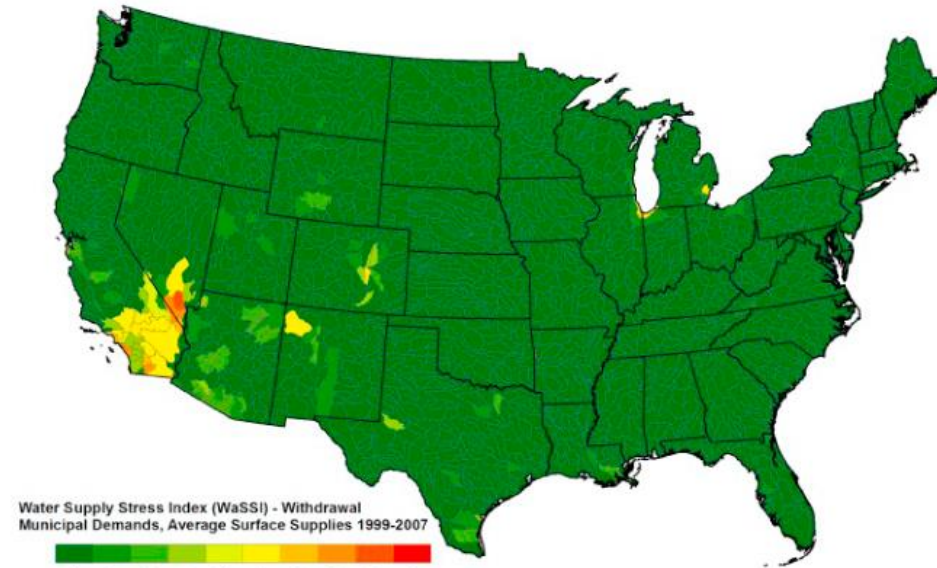 Water Supply Stress Index (WaSSI) - Withdrawal
Municipal Demands, Average Surface Supplies 1999-2007